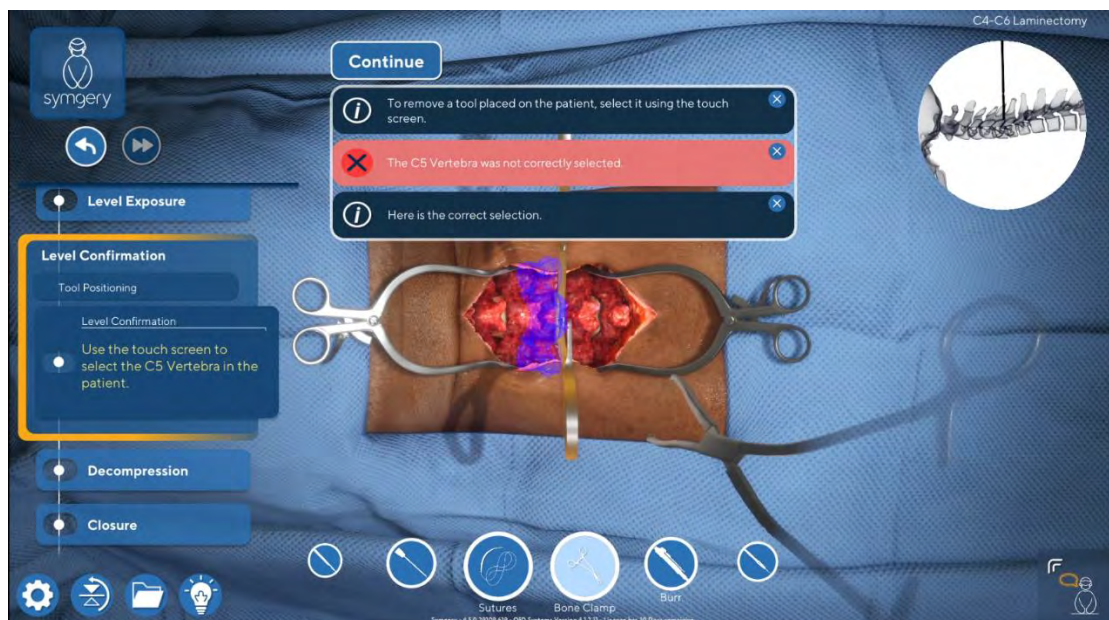 C4-C6 Laminectomy
symgery
Continue
To remove a tool placed on the patient, select it using the touch
screen.
The C5 Vertebra was not correctly selected.
Here is the correct selection.
Level Exposure
Level Confirmation
Tool Positioning
Level Confirmation
Use the touch screen to
select the C5 Vertebra in the
patient.
Decompression
Closure
Sutures
Bone Clamp
Burr